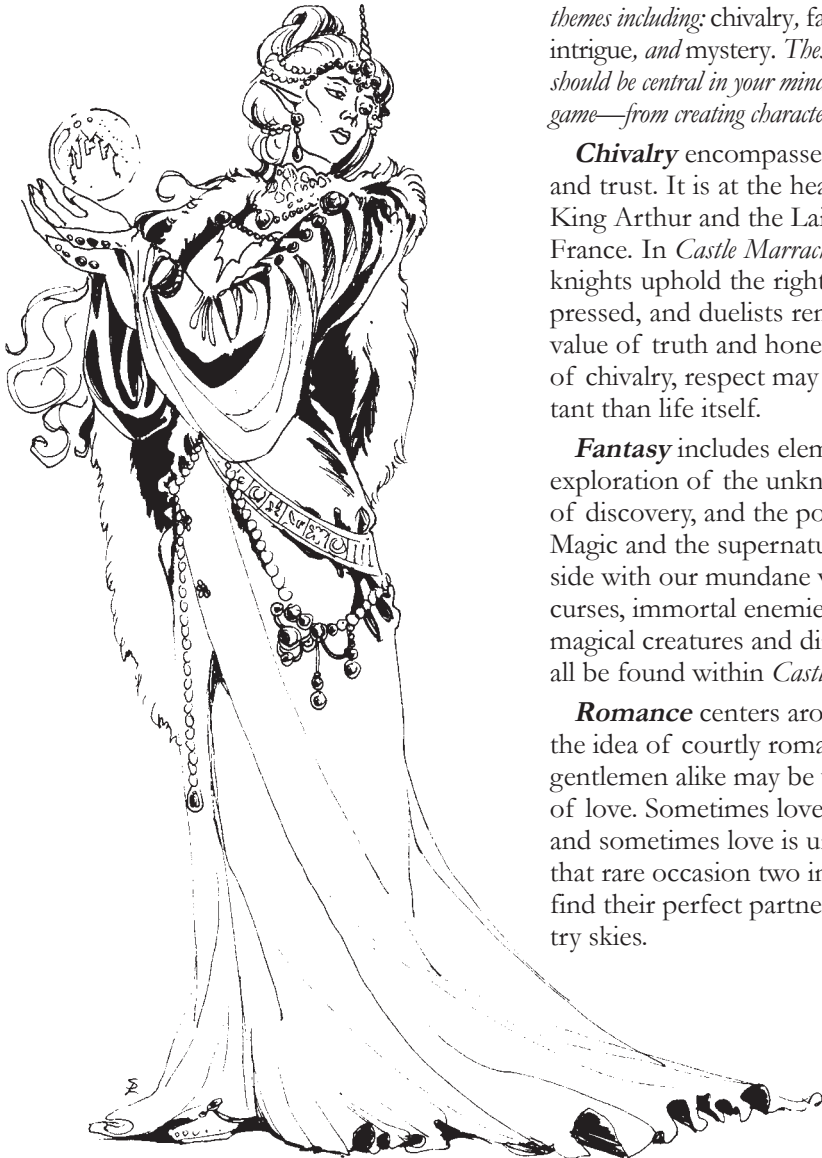 themes including: chivalry, fa
intrigue, and mystery. Thes
should be central in your mind
game—from creating characte
Chivalry encompasse
and trust. It is at the hea
King Arthur and the Lai
France. In Castle Marrach
knights uphold the right
pressed, and duelists ren
value of truth and hone
of chivalry, respect may
tant than life itself.
Fantasy includes elem
exploration of the unkn
of discovery, and the po
Magic and the supernatu
side with our mundane w
curses, immortal enemie
magical creatures and di
all be found within Castl
Romance centers aro
the idea of courtly roma
gentlemen alike may be
of love. Sometimes love
and sometimes love is u
that rare occasion two in
find their perfect partne
try skies.